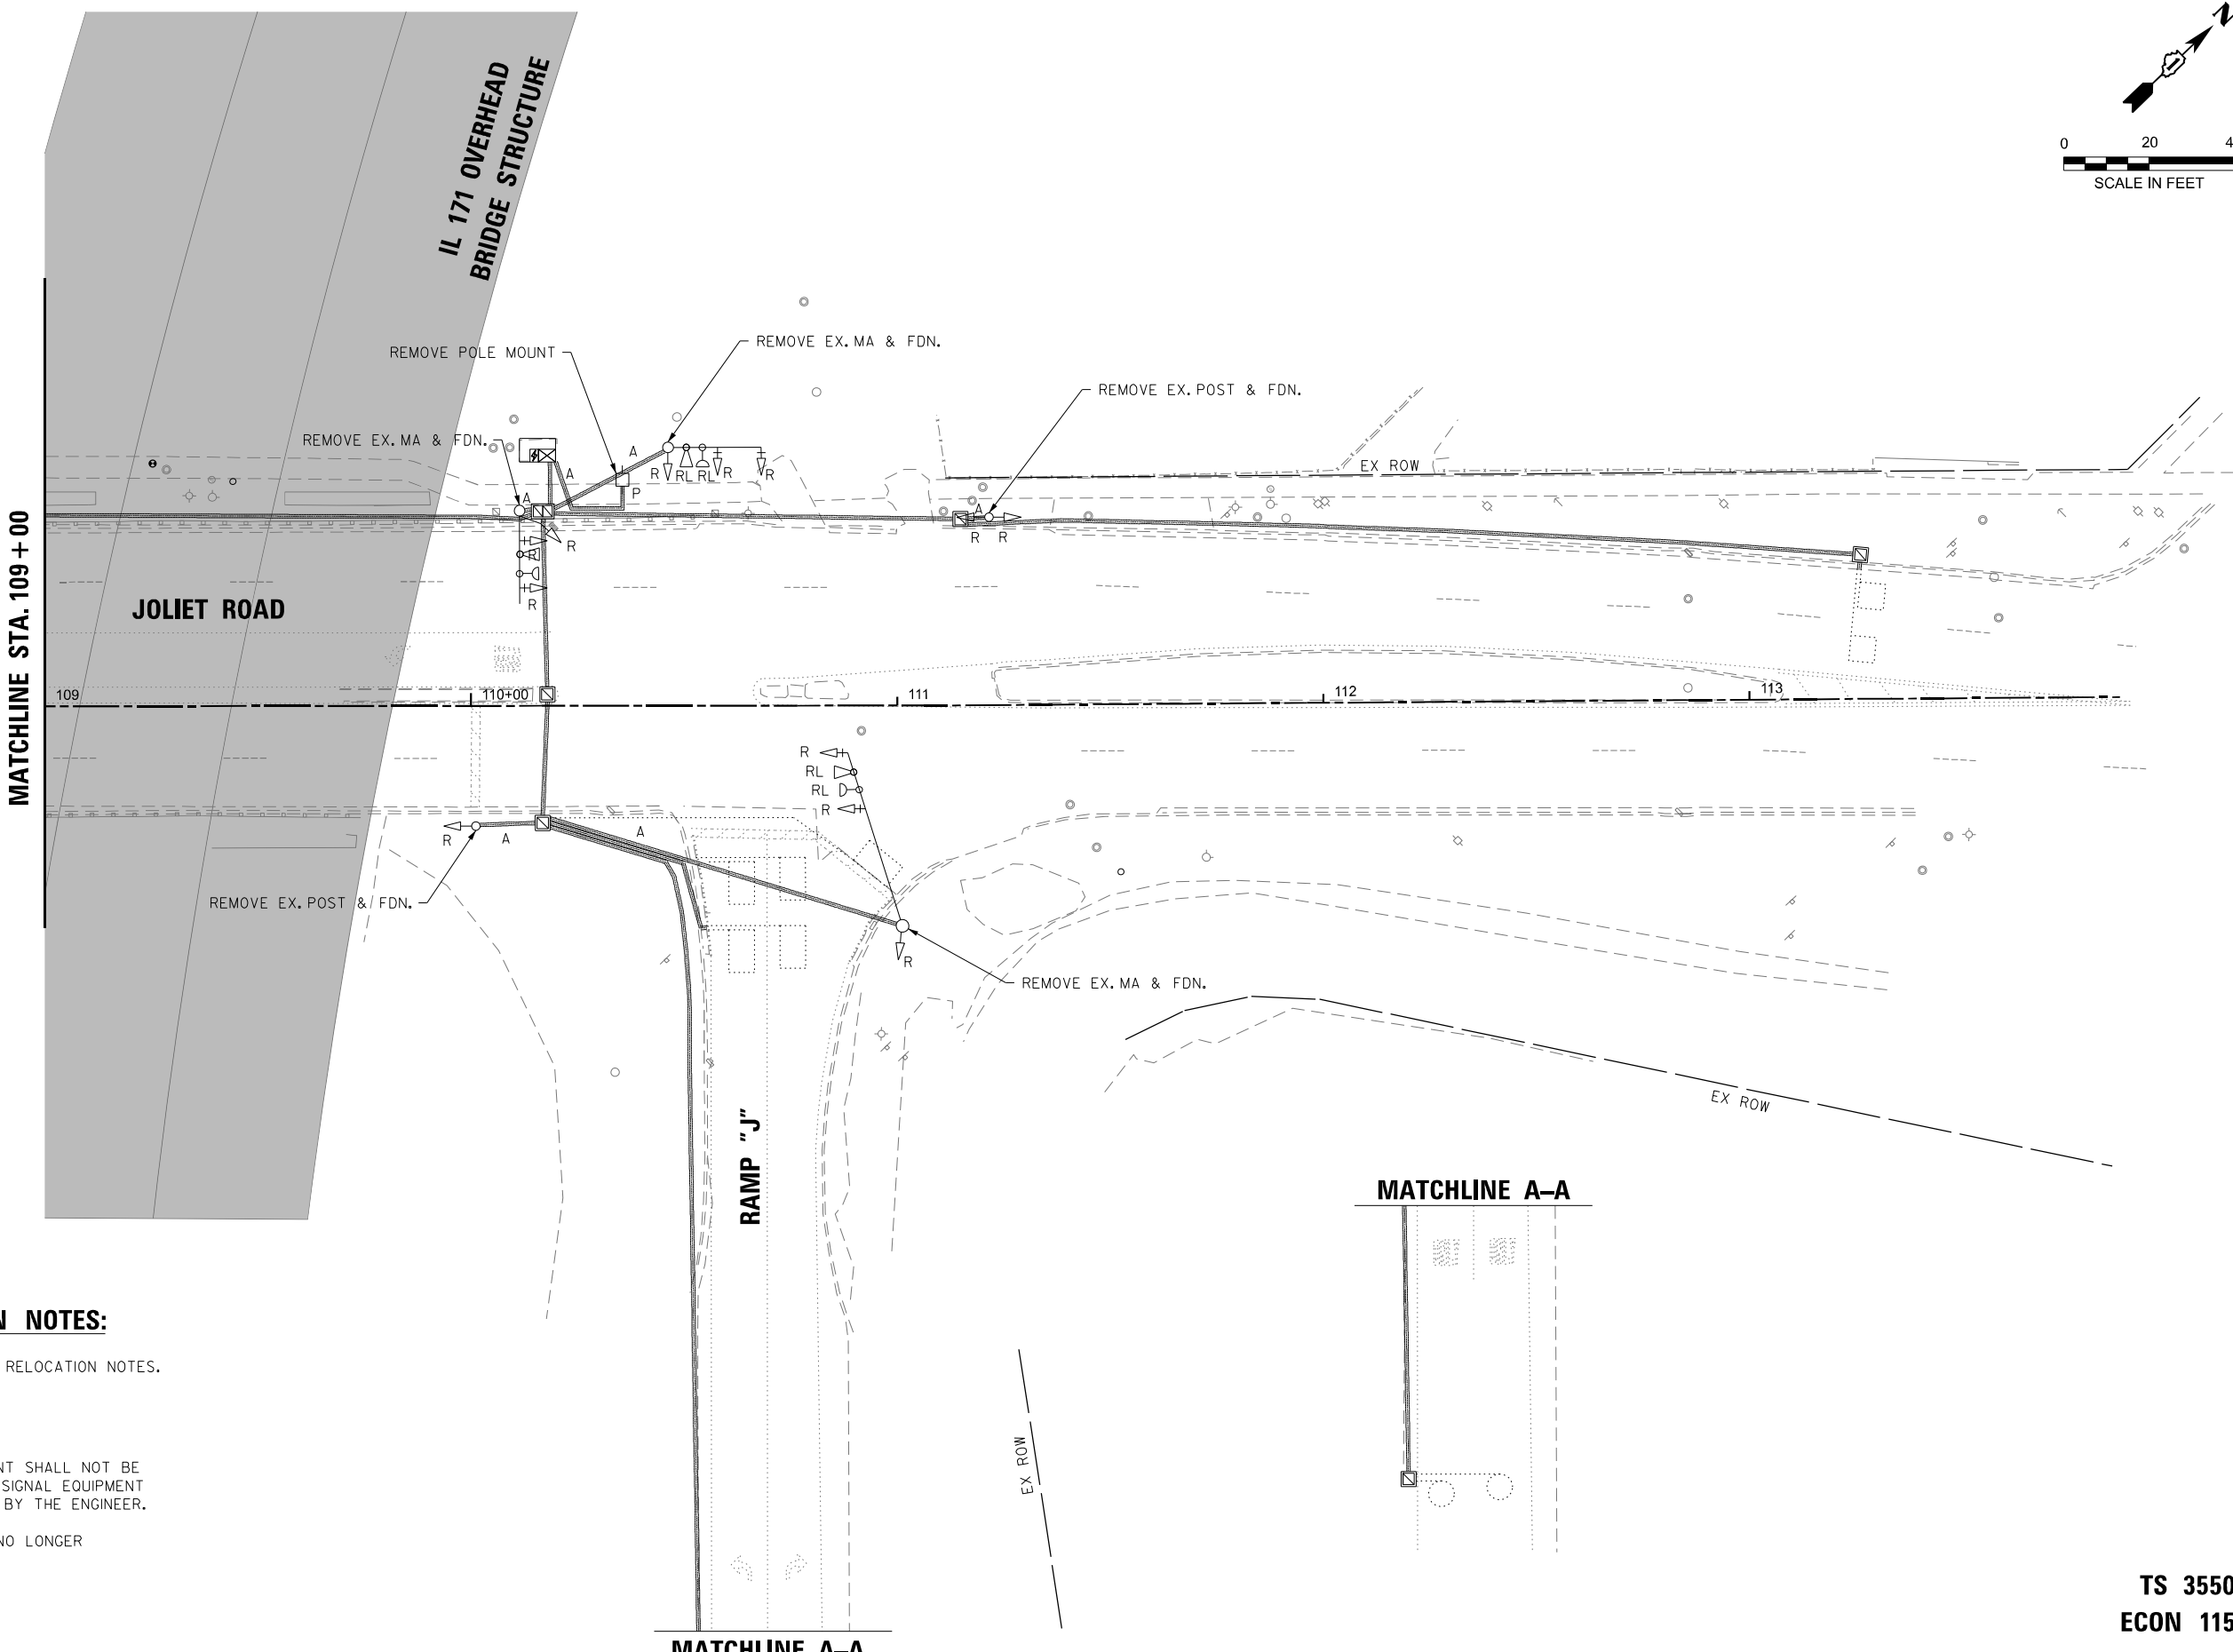 N
0 20 4
SCALE IN FEET
IL 171 OVERHEAD
BRIDGE STRUCTURE
REMOVE POLE MOUNT
REMOVE EX. MA & FDN.
REMOVE EX. POST & FDN.
REMOVE EX. MA & FDN.
A
A
R
RL
RL
R
R
P
A
EX ROW
A
R
R
R
R
R
MATCHLINE STA. 109+00
JOLIET ROAD
109
110+00
111
112
113
R
RL
RL
R
A
R
A
REMOVE EX. POST & FDN.
R
REMOVE EX. MA & FDN.
EX ROW
RAMP "J"
MATCHLINE A-A
N NOTES:
RELOCATION NOTES.
EX ROW
NT SHALL NOT BE
SIGNAL EQUIPMENT
BY THE ENGINEER.
NO LONGER
TS 3550
ECON 115
MATCHLINE A-A